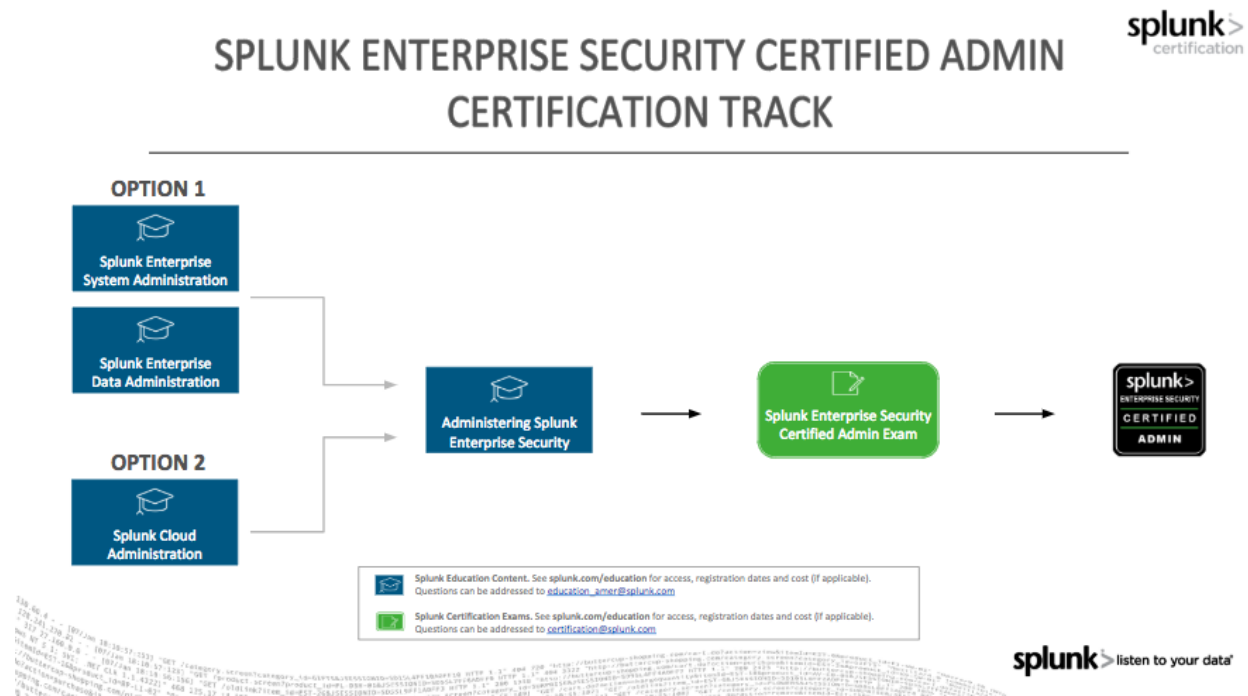 splunk>
certification
SPLUNK ENTERPRISE SECURITY CERTIFIED ADMIN
CERTIFICATION TRACK
OPTION 1
Splunk Enterprise
System Administration
Splunk Enterprise
Data Administration
OPTION 2
Splunk Cloud
Administration
Administering Splunk
Enterprise Security
Splunk Enterprise Security
Certified Admin Exam
splunk>
ENTERPRISE SECURITY
CERTIFIED
ADMIN
Splunk Education Content. See splunk.com/education for access, registration dates and cost (if applicable).
Questions can be addressed to education_amer@splunk.com
Splunk Certification Exams. See splunk.com/education for access, registration dates and cost (if applicable).
Questions can be addressed to certification@splunk.com
splunk> listen to your data®